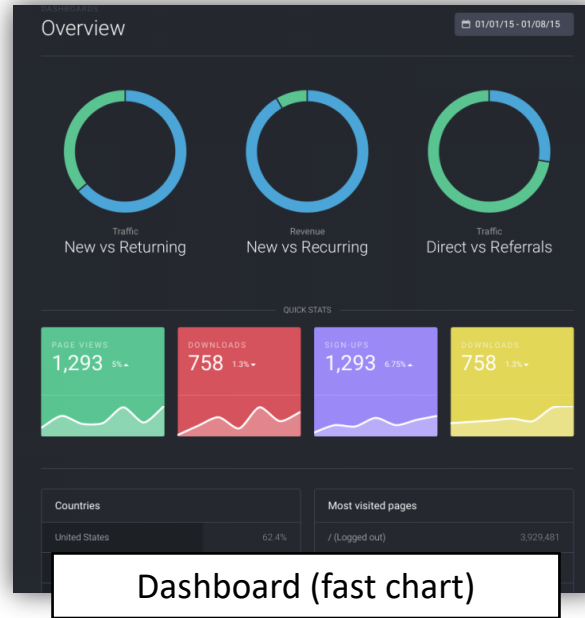 DASHBOARDS
Overview
01/01/15 - 01/08/15
Traffic
New vs Returning
Revenue
New vs Recurring
Traffic
Direct vs Referrals
QUICK STATS
PAGE VIEWS
1,293 5%
DOWNLOADS
758 1.3%
SIGN-UPS
1,293 6.75%
DOWNLOADS
758 1.3%
Countries
United States 62.4%
Most visited pages
/ (Logged out) 3,929,481
Dashboard (fast chart)